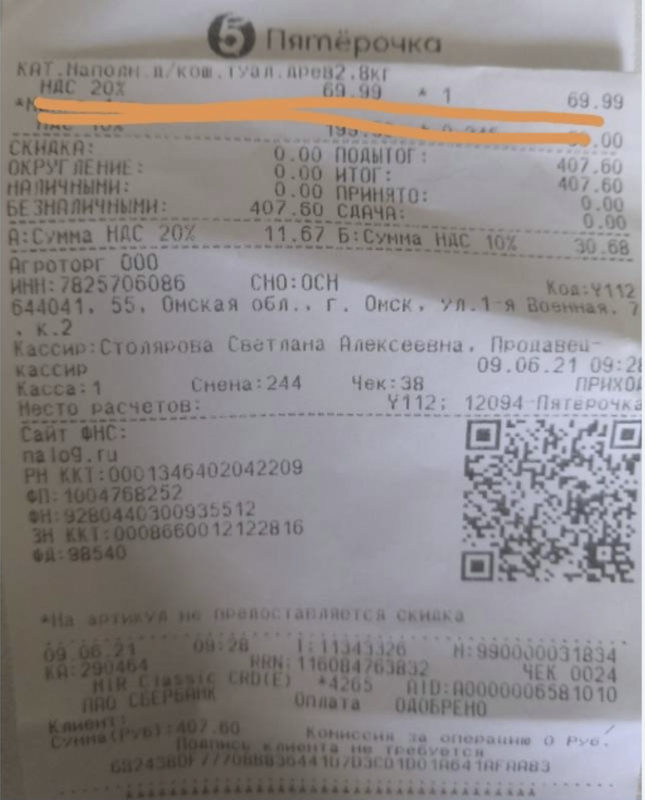 5 Пятёрочка
КАТ.Наполн.д/кош.туал.древ2.8кг
НДС 20% 69.99 * 1 69.99
СКИДКА: 0.00 ПОДЫТОГ: 407.60
ОКРУГЛЕНИЕ: 0.00 ИТОГ: 407.60
НАЛИЧНЫМИ: 0.00 ПРИНЯТО: 0.00
БЕЗНАЛИЧНЫМИ: 407.60 СДАЧА: 0.00
А:Сумма НДС 20% 11.67 Б:Сумма НДС 10% 30.68
Агроторг ООО
ИНН:7825706086 СНО:ОСН Код:Y112
644041, 55, Омская обл., г. Омск, ул.1-я Военная, 7
, к.2
Кассир:Столярова Светлана Алексеевна, Продавец-
кассир 09.06.21 09:28
Касса:1 Смена:244 Чек:38 ПРИХОД
Место расчетов: Y112; 12094-Пятерочка
Сайт ФНС:
nalog.ru
РН ККТ:0001346402042209
ФП:1004768252
ФН:9280440300935512
ЗН ККТ:0008660012122816
ФД:98540
*На артикул не предоставляется скидка
09.06.21 09:28 T:11343326 M:990000031834
КА:290464 RRN:116084763832 ЧЕК 0024
MIR Classic CRD(E) *4265 AID:A0000006581010
ПАО СБЕРБАНК Оплата ОДОБРЕНО
Клиент:
Сумма(Руб):407.60 Комиссия за операцию 0 Руб.
Подпись клиента не требуется